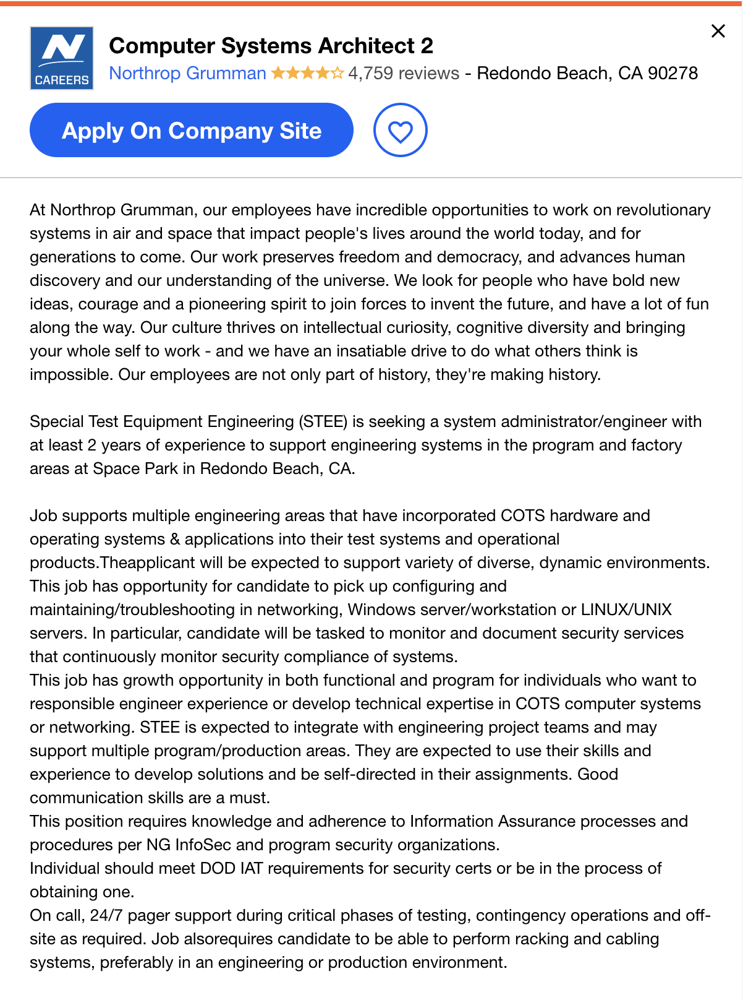 Computer Systems Architect 2
CAREERS
Northrop Grumman 4,759 reviews - Redondo Beach, CA 90278
Apply On Company Site
At Northrop Grumman, our employees have incredible opportunities to work on revolutionary
systems in air and space that impact people's lives around the world today, and for
generations to come. Our work preserves freedom and democracy, and advances human
discovery and our understanding of the universe. We look for people who have bold new
ideas, courage and a pioneering spirit to join forces to invent the future, and have a lot of fun
along the way. Our culture thrives on intellectual curiosity, cognitive diversity and bringing
your whole self to work - and we have an insatiable drive to do what others think is
impossible. Our employees are not only part of history, they're making history.
Special Test Equipment Engineering (STEE) is seeking a system administrator/engineer with
at least 2 years of experience to support engineering systems in the program and factory
areas at Space Park in Redondo Beach, CA.
Job supports multiple engineering areas that have incorporated COTS hardware and
operating systems & applications into their test systems and operational
products.Theapplicant will be expected to support variety of diverse, dynamic environments.
This job has opportunity for candidate to pick up configuring and
maintaining/troubleshooting in networking, Windows server/workstation or LINUX/UNIX
servers. In particular, candidate will be tasked to monitor and document security services
that continuously monitor security compliance of systems.
This job has growth opportunity in both functional and program for individuals who want to
responsible engineer experience or develop technical expertise in COTS computer systems
or networking. STEE is expected to integrate with engineering project teams and may
support multiple program/production areas. They are expected to use their skills and
experience to develop solutions and be self-directed in their assignments. Good
communication skills are a must.
This position requires knowledge and adherence to Information Assurance processes and
procedures per NG InfoSec and program security organizations.
Individual should meet DOD IAT requirements for security certs or be in the process of
obtaining one.
On call, 24/7 pager support during critical phases of testing, contingency operations and off-
site as required. Job alsorequires candidate to be able to perform racking and cabling
systems, preferably in an engineering or production environment.